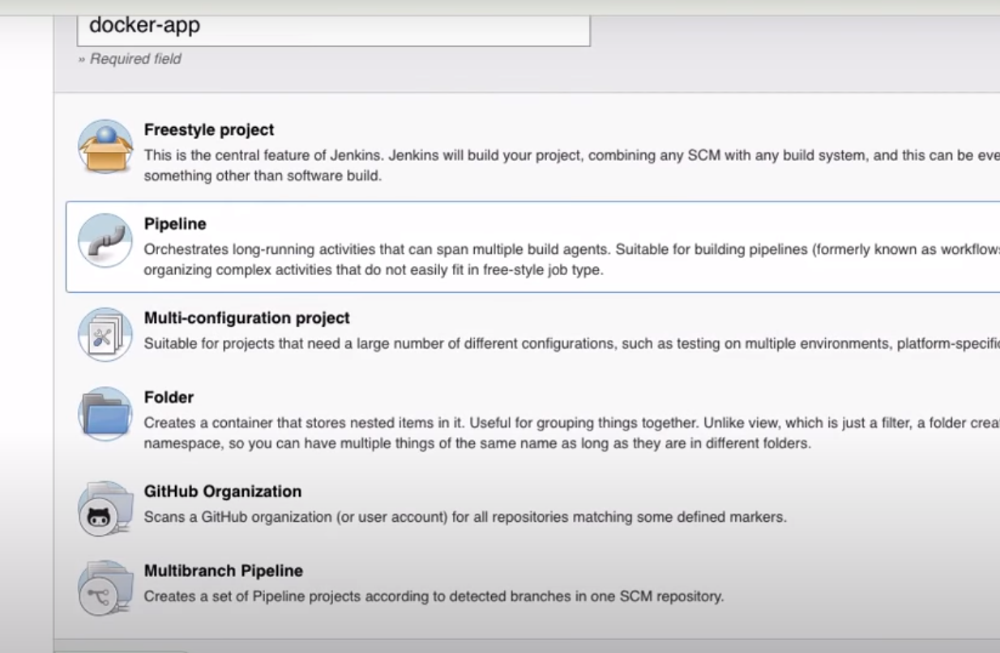 docker-app
» Required field
Freestyle project
This is the central feature of Jenkins. Jenkins will build your project, combining any SCM with any build system, and this can be
something other than software build.
Pipeline
Orchestrates long-running activities that can span multiple build agents. Suitable for building pipelines (formerly known as
organizing complex activities that do not easily fit in free-style job type.
Multi-configuration project
Suitable for projects that need a large number of different configurations, such as testing on multiple environments,
Folder
Creates a container that stores nested items in it. Useful for grouping things together. Unlike view, which is just a filter, a folder
namespace, so you can have multiple things of the same name as long as they are in different folders.
GitHub Organization
Scans a GitHub organization (or user account) for all repositories matching some defined markers.
Multibranch Pipeline
Creates a set of Pipeline projects according to detected branches in one SCM repository.